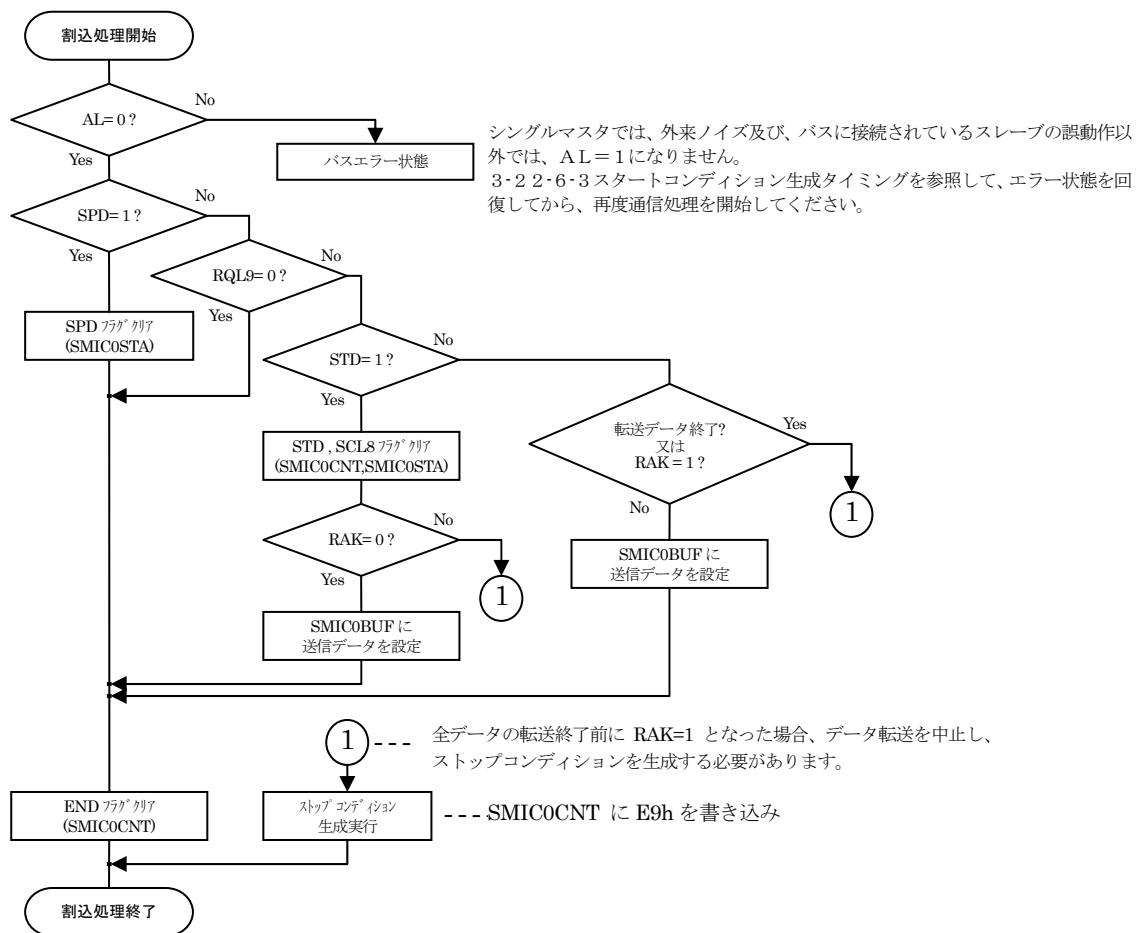 割込処理開始
No
AL= 0 ?
シングルマスタでは、外来ノイズ及び、バスに接続されているスレーブの誤動作以
外では、ＡＬ＝１になりません。
３-２２-６-３スタートコンディション生成タイミングを参照して、エラー状態を回
復してから、再度通信処理を開始してください。
バスエラー状態
Yes
No
SPD= 1 ?
Yes
No
RQL9= 0 ?
Yes
SPD ﾌﾗｸﾞｸﾘｱ
(SMIC0STA)
No
STD= 1 ?
Yes
転送データ終了?
又は
RAK = 1 ?
Yes
No
STD , SCL8 ﾌﾗｸﾞｸﾘｱ
(SMIC0CNT,SMIC0STA)
1
No
RAK= 0 ?
Yes
SMIC0BUF に
送信データを設定
1
SMIC0BUF に
送信データを設定
1
全データの転送終了前に RAK=1 となった場合、データ転送を中止し、
ストップコンディションを生成する必要があります。
END ﾌﾗｸﾞｸﾘｱ
(SMIC0CNT)
ｽﾄｯﾌﾟｺﾝﾃﾞｨｼｮﾝ
生成実行
SMIC0CNT に E9h を書き込み
割込処理終了